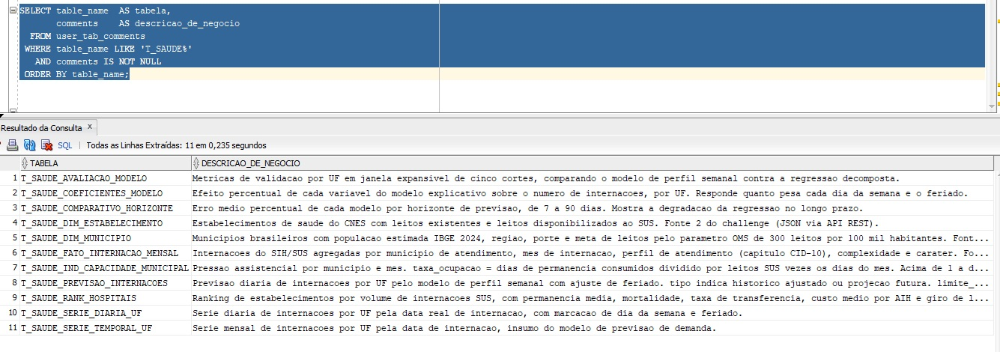 SELECT table_name  AS tabela,
       comments    AS descricao_de_negocio
  FROM user_tab_comments
 WHERE table_name LIKE 'T_SAUDE%'
   AND comments IS NOT NULL
 ORDER BY table_name;
Resultado da Consulta x
SQL | Todas as Linhas Extraídas: 11 em 0,235 segundos
TABELA DESCRICAO_DE_NEGOCIO
1 T_SAUDE_AVALIACAO_MODELO Metricas de validacao por UF em janela expansivel de cinco cortes, comparando o modelo de perfil semanal contra a regressao decomposta.
2 T_SAUDE_COEFICIENTES_MODELO Efeito percentual de cada variavel do modelo explicativo sobre o numero de internacoes, por UF. Responde quanto pesa cada dia da semana e o feriado.
3 T_SAUDE_COMPARATIVO_HORIZONTE Erro medio percentual de cada modelo por horizonte de previsao, de 7 a 90 dias. Mostra a degradacao da regressao no longo prazo.
4 T_SAUDE_DIM_ESTABELECIMENTO Estabelecimentos de saude do CNES com leitos existentes e leitos disponibilizados ao SUS. Fonte 2 do challenge (JSON via API REST).
5 T_SAUDE_DIM_MUNICIPIO Municipios brasileiros com populacao estimada IBGE 2024, regiao, porte e meta de leitos pelo parametro OMS de 300 leitos por 100 mil habitantes. Font...
6 T_SAUDE_FATO_INTERNACAO_MENSAL Internacoes do SIH/SUS agregadas por municipio de atendimento, mes de internacao, perfil de atendimento (capitulo CID-10), complexidade e carater. Fo...
7 T_SAUDE_IND_CAPACIDADE_MUNICIPAL Pressao assistencial por municipio e mes. taxa_ocupacao = dias de permanencia consumidos dividido por leitos SUS vezes os dias do mes. Acima de 1 a d...
8 T_SAUDE_PREVISAO_INTERNACOES Previsao diaria de internacoes por UF pelo modelo de perfil semanal com ajuste de feriado. tipo indica historico ajustado ou projecao futura. limite_...
9 T_SAUDE_RANK_HOSPITAIS Ranking de estabelecimentos por volume de internacoes SUS, com permanencia media, mortalidade, taxa de transferencia, custo medio por AIH e giro de l...
10 T_SAUDE_SERIE_DIARIA_UF Serie diaria de internacoes por UF pela data real de internacao, com marcacao de dia da semana e feriado.
11 T_SAUDE_SERIE_TEMPORAL_UF Serie mensal de internacoes por UF pela data de internacao, insumo do modelo de previsao de demanda.